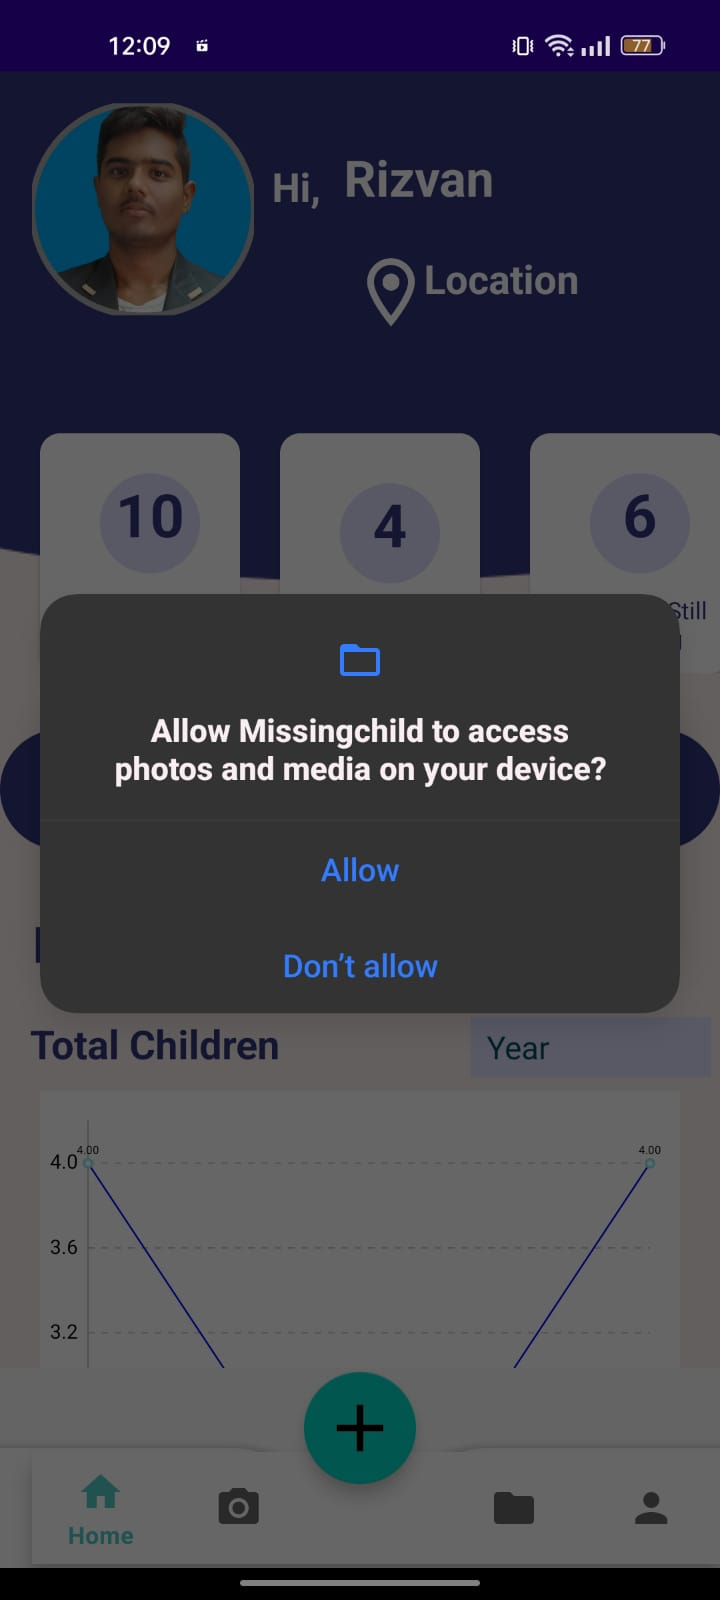 12:09
77
Hi, Rizvan
Location
10
4
6
Still
Allow Missingchild to access
photos and media on your device?
Allow
Don’t allow
Total Children
Year
4.00
4.00
4.0
3.6
3.2
Home